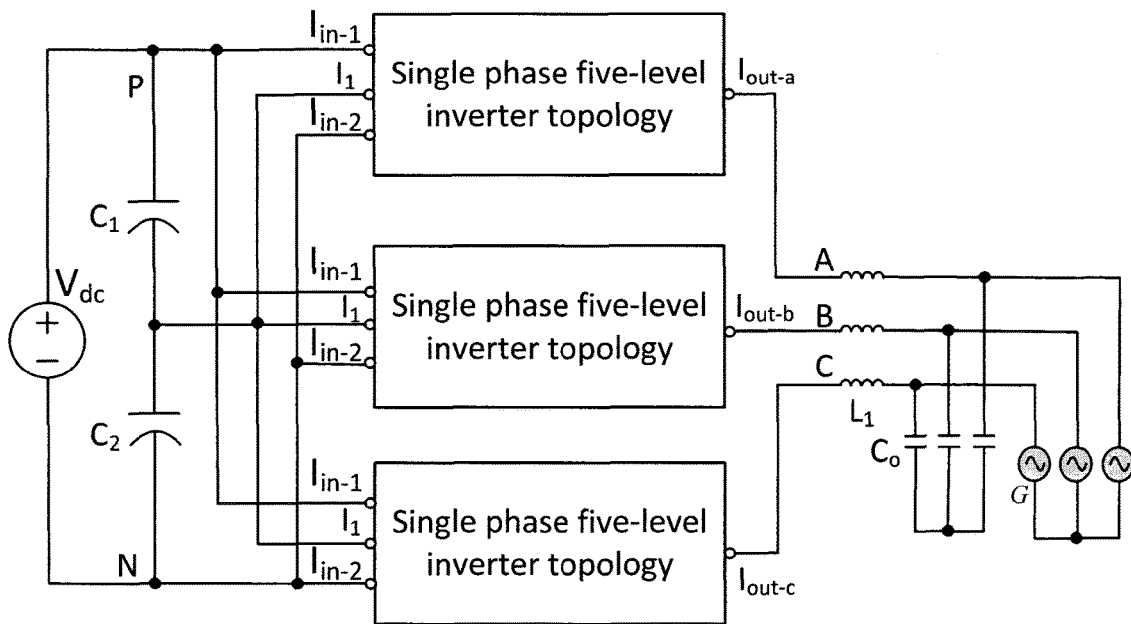 I_in-1
P
I_1
I_in-2
Single phase five-level
inverter topology
I_out-a
C_1
V_dc
+
−
I_in-1
I_1
I_in-2
Single phase five-level
inverter topology
I_out-b
A
B
C
L_1
C_o
G
C_2
N
I_in-1
I_1
I_in-2
Single phase five-level
inverter topology
I_out-c